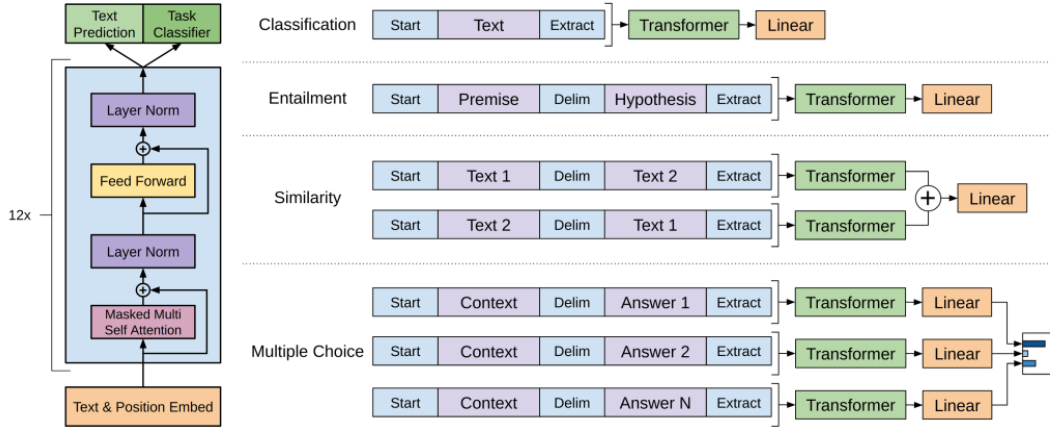 Text
Prediction
Task
Classifier
12x
Layer Norm
Feed Forward
Layer Norm
Masked Multi
Self Attention
Text & Position Embed
Classification Start Text Extract Transformer Linear
Entailment Start Premise Delim Hypothesis Extract Transformer Linear
Similarity
Start Text 1 Delim Text 2 Extract Transformer
Linear
Start Text 2 Delim Text 1 Extract Transformer
Multiple Choice
Start Context Delim Answer 1 Extract Transformer Linear
Start Context Delim Answer 2 Extract Transformer Linear
Start Context Delim Answer N Extract Transformer Linear